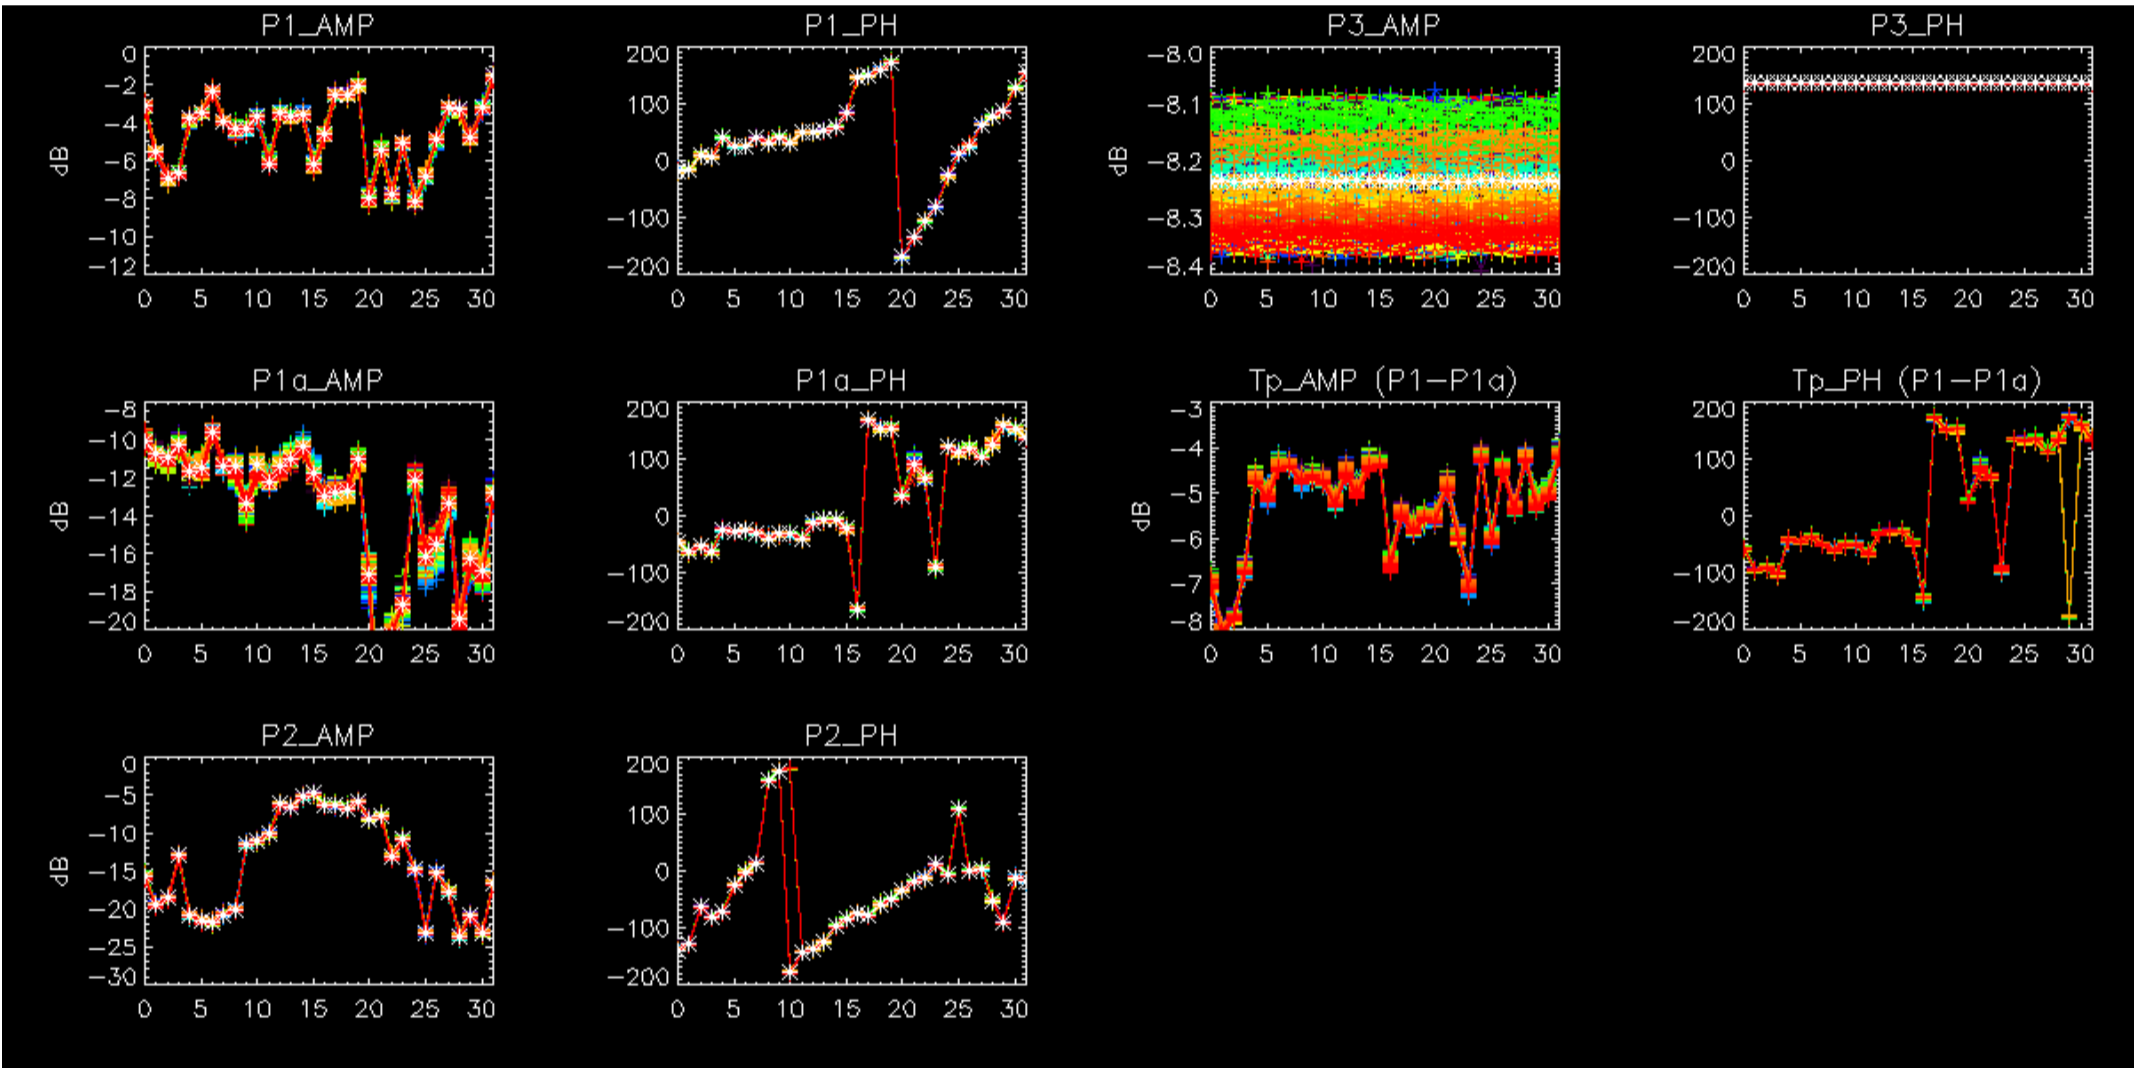 P1_AMP
0
−2
−4
−6
−8
−10
−12
dB
0 5 10 15 20 25 30
P1_PH
200
100
0
−100
−200
0 5 10 15 20 25 30
P3_AMP
−8.0
−8.1
−8.2
−8.3
−8.4
dB
0 5 10 15 20 25 30
P3_PH
200
100
0
−100
−200
0 5 10 15 20 25 30
P1a_AMP
−8
−10
−12
−14
−16
−18
−20
dB
0 5 10 15 20 25 30
P1a_PH
200
100
0
−100
−200
0 5 10 15 20 25 30
Tp_AMP (P1−P1a)
−3
−4
−5
−6
−7
−8
dB
0 5 10 15 20 25 30
Tp_PH (P1−P1a)
200
100
0
−100
−200
0 5 10 15 20 25 30
P2_AMP
0
−5
−10
−15
−20
−25
−30
dB
0 5 10 15 20 25 30
P2_PH
200
100
0
−100
−200
0 5 10 15 20 25 30